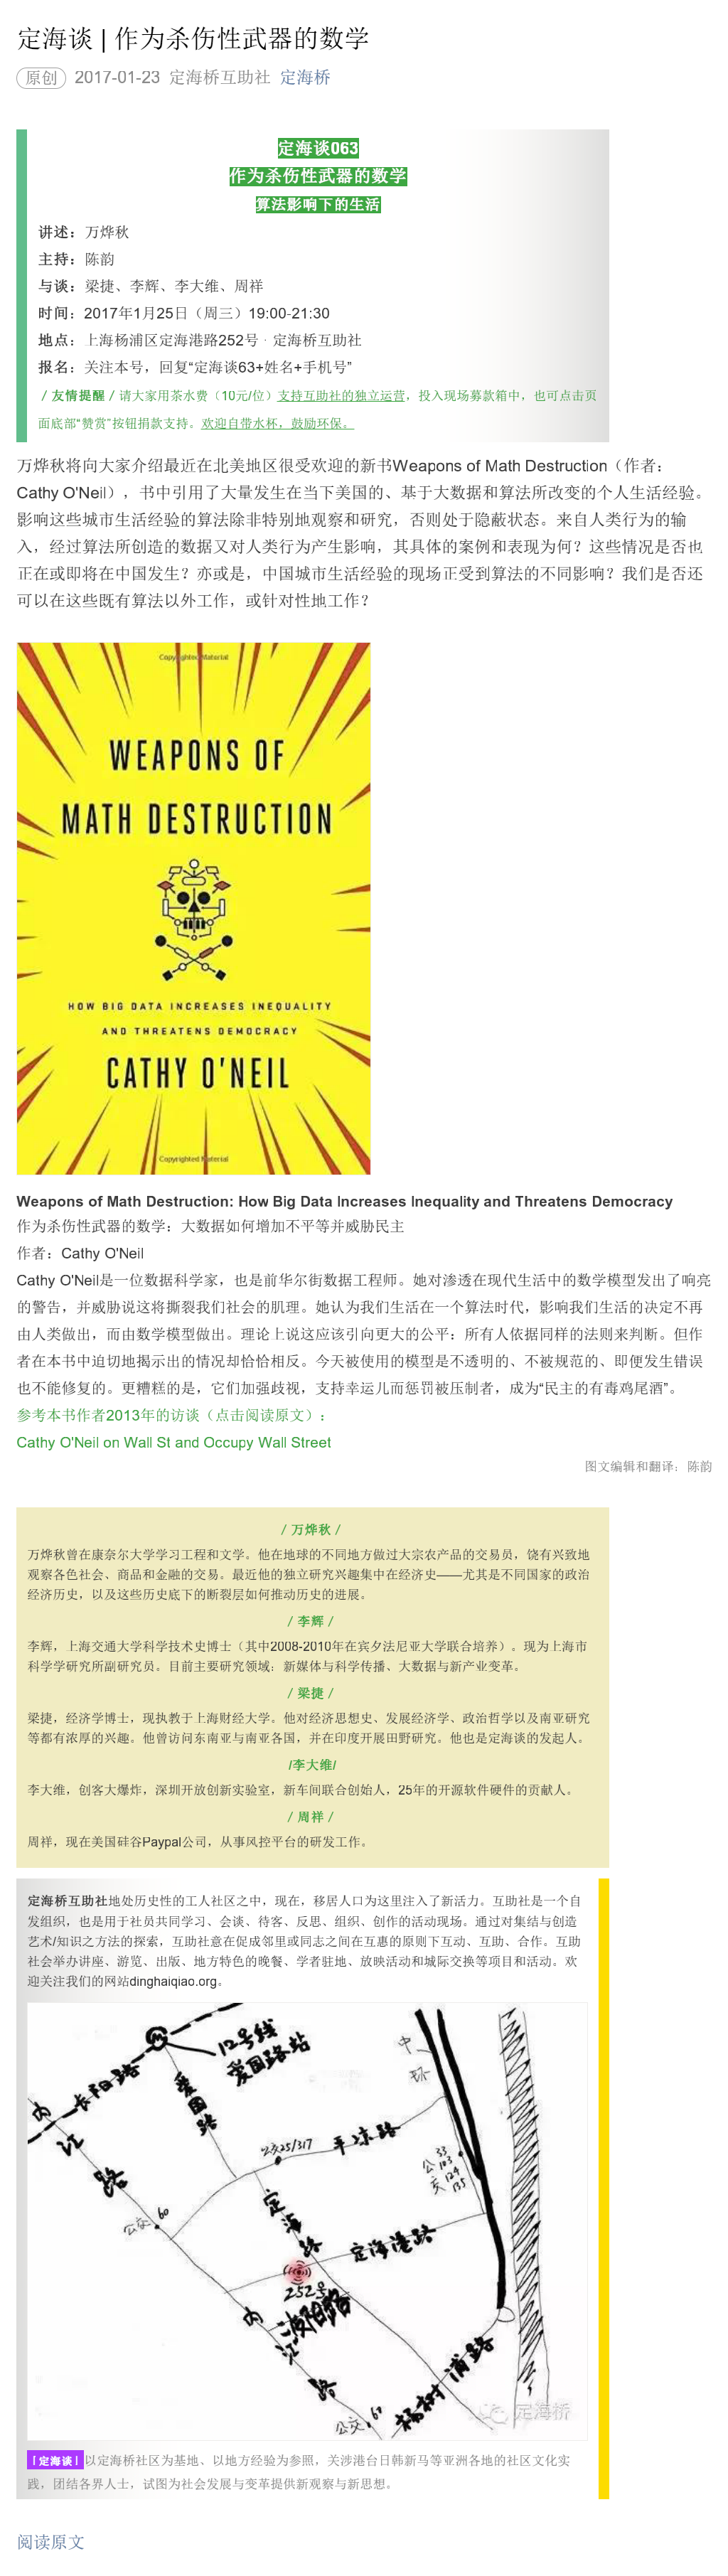 定海谈 | 作为杀伤性武器的数学
原创 2017-01-23 定海桥互助社 定海桥
定海谈063
作为杀伤性武器的数学
算法影响下的生活
讲述：万烨秋
主持：陈韵
与谈：梁捷、李辉、李大维、周祥
时间：2017年1月25日（周三）19:00-21:30
地点：上海杨浦区定海港路252号 · 定海桥互助社
报名：关注本号，回复“定海谈63+姓名+手机号”
/ 友情提醒 / 请大家用茶水费（10元/位）支持互助社的独立运营，投入现场募款箱中，也可点击页
面底部“赞赏”按钮捐款支持。欢迎自带水杯，鼓励环保。
万烨秋将向大家介绍最近在北美地区很受欢迎的新书Weapons of Math Destruction（作者：
Cathy O'Neil），书中引用了大量发生在当下美国的、基于大数据和算法所改变的个人生活经验。
影响这些城市生活经验的算法除非特别地观察和研究，否则处于隐蔽状态。来自人类行为的输
入，经过算法所创造的数据又对人类行为产生影响，其具体的案例和表现为何？这些情况是否也
正在或即将在中国发生？亦或是，中国城市生活经验的现场正受到算法的不同影响？我们是否还
可以在这些既有算法以外工作，或针对性地工作？
Copyrighted Material
WEAPONS OF
MATH DESTRUCTION
HOW BIG DATA INCREASES INEQUALITY
AND THREATENS DEMOCRACY
CATHY O'NEIL
Copyrighted Material
Weapons of Math Destruction: How Big Data Increases Inequality and Threatens Democracy
作为杀伤性武器的数学：大数据如何增加不平等并威胁民主
作者：Cathy O'Neil
Cathy O'Neil是一位数据科学家，也是前华尔街数据工程师。她对渗透在现代生活中的数学模型发出了响亮
的警告，并威胁说这将撕裂我们社会的肌理。她认为我们生活在一个算法时代，影响我们生活的决定不再
由人类做出，而由数学模型做出。理论上说这应该引向更大的公平：所有人依据同样的法则来判断。但作
者在本书中迫切地揭示出的情况却恰恰相反。今天被使用的模型是不透明的、不被规范的、即便发生错误
也不能修复的。更糟糕的是，它们加强歧视，支持幸运儿而惩罚被压制者，成为“民主的有毒鸡尾酒”。
参考本书作者2013年的访谈（点击阅读原文）：
Cathy O'Neil on Wall St and Occupy Wall Street
图文编辑和翻译：陈韵
/ 万烨秋 /
万烨秋曾在康奈尔大学学习工程和文学。他在地球的不同地方做过大宗农产品的交易员，饶有兴致地
观察各色社会、商品和金融的交易。最近他的独立研究兴趣集中在经济史——尤其是不同国家的政治
经济历史，以及这些历史底下的断裂层如何推动历史的进展。
/ 李辉 /
李辉，上海交通大学科学技术史博士（其中2008-2010年在宾夕法尼亚大学联合培养）。现为上海市
科学学研究所副研究员。目前主要研究领域：新媒体与科学传播、大数据与新产业变革。
/ 梁捷 /
梁捷，经济学博士，现执教于上海财经大学。他对经济思想史、发展经济学、政治哲学以及南亚研究
等都有浓厚的兴趣。他曾访问东南亚与南亚各国，并在印度开展田野研究。他也是定海谈的发起人。
/李大维/
李大维，创客大爆炸，深圳开放创新实验室，新车间联合创始人，25年的开源软件硬件的贡献人。
/ 周祥 /
周祥，现在美国硅谷Paypal公司，从事风控平台的研发工作。
定海桥互助社地处历史性的工人社区之中，现在，移居人口为这里注入了新活力。互助社是一个自
发组织，也是用于社员共同学习、会谈、待客、反思、组织、创作的活动现场。通过对集结与创造
艺术/知识之方法的探索，互助社意在促成邻里或同志之间在互惠的原则下互动、互助、合作。互助
社会举办讲座、游览、出版、地方特色的晚餐、学者驻地、放映活动和城际交换等项目和活动。欢
迎关注我们的网站dinghaiqiao.org。
12号线
爱国路站
长阳路
爱国路
内江路
中环
公交25/317
平凉路
公交
33
103
124
135
公交 60
定海路
定海港路
252号
浏阳路
内江路
公交 60
杨树浦路
定海桥
「定海谈」以定海桥社区为基地、以地方经验为参照，关涉港台日韩新马等亚洲各地的社区文化实
践，团结各界人士，试图为社会发展与变革提供新观察与新思想。
阅读原文